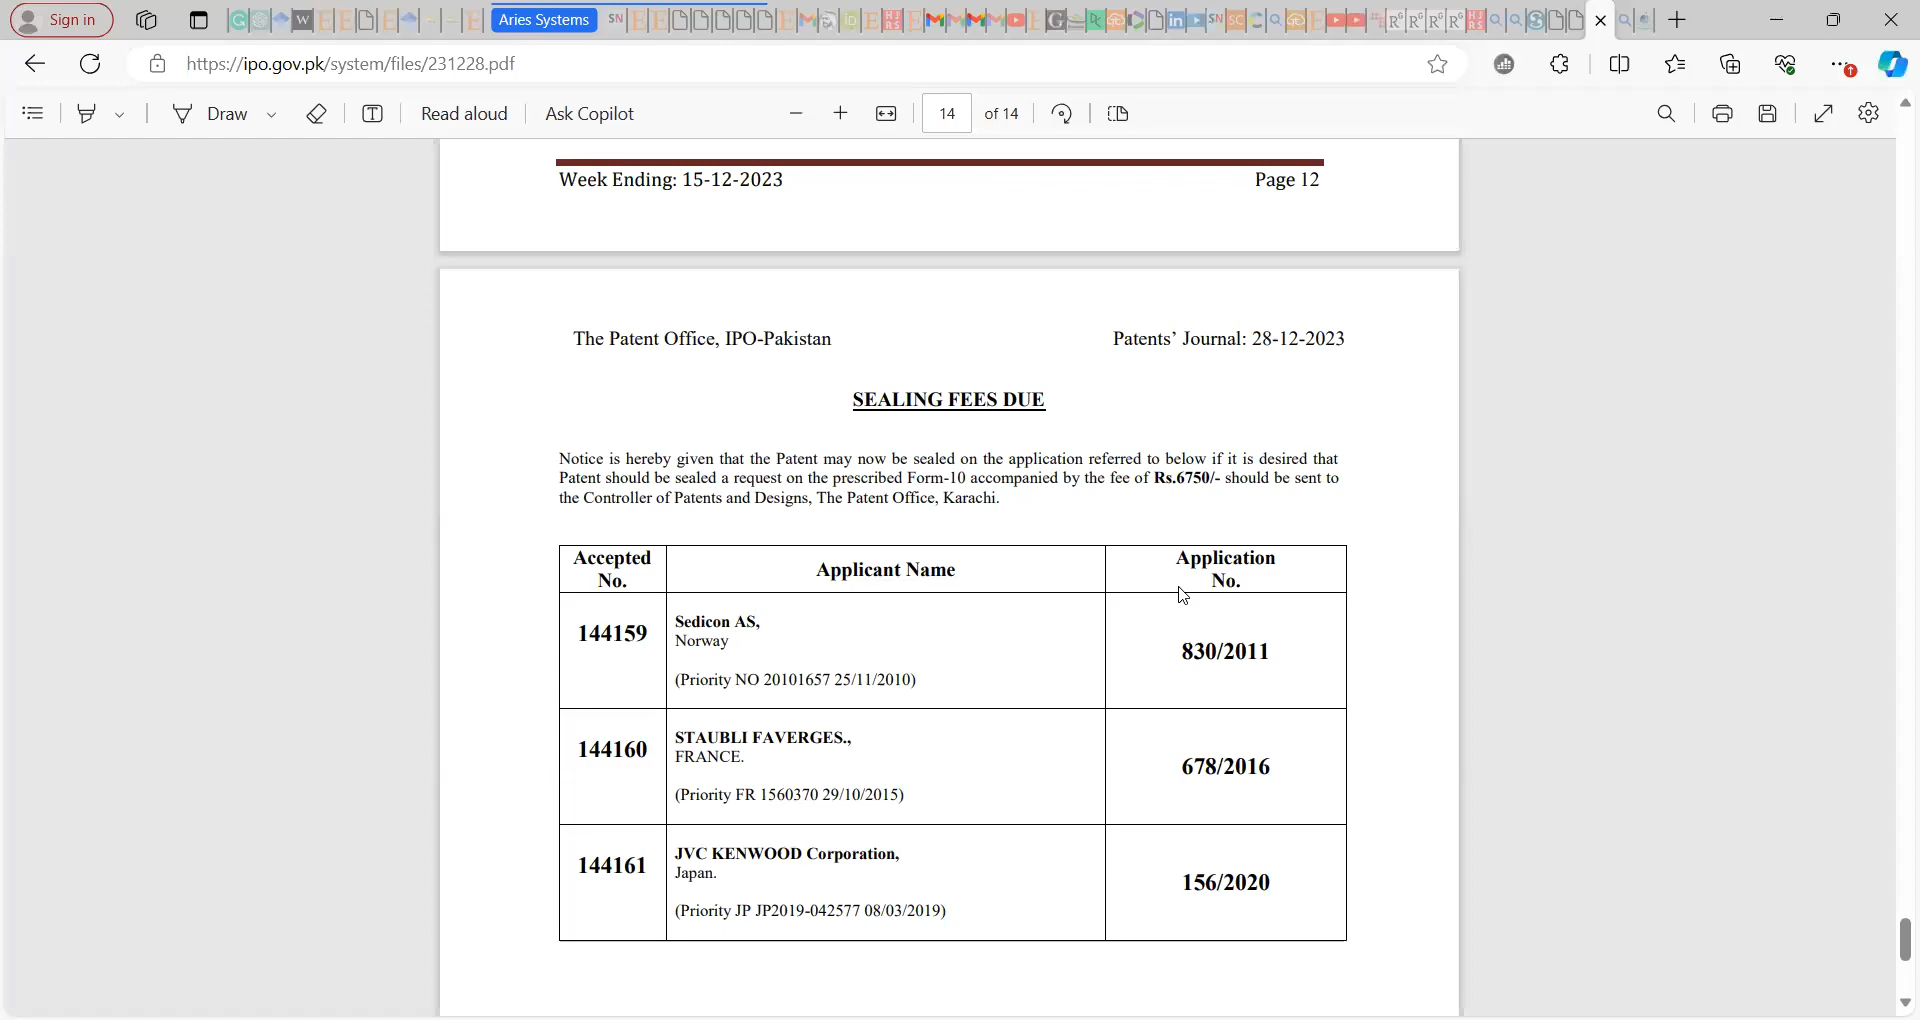 Sign in
Aries Systems
https://ipo.gov.pk/system/files/231228.pdf
Draw
Read aloud
Ask Copilot
14
of 14
Week Ending: 15-12-2023 Page 12
The Patent Office, IPO-Pakistan Patents’ Journal: 28-12-2023
SEALING FEES DUE
Notice is hereby given that the Patent may now be sealed on the application referred to below if it is desired that
Patent should be sealed a request on the prescribed Form-10 accompanied by the fee of Rs.6750/- should be sent to
the Controller of Patents and Designs, The Patent Office, Karachi.
Accepted
No.
Applicant Name
Application
No.
144159
Sedicon AS,
Norway
(Priority NO 20101657 25/11/2010)
830/2011
144160
STAUBLI FAVERGES.,
FRANCE.
(Priority FR 1560370 29/10/2015)
678/2016
144161
JVC KENWOOD Corporation,
Japan.
(Priority JP JP2019-042577 08/03/2019)
156/2020